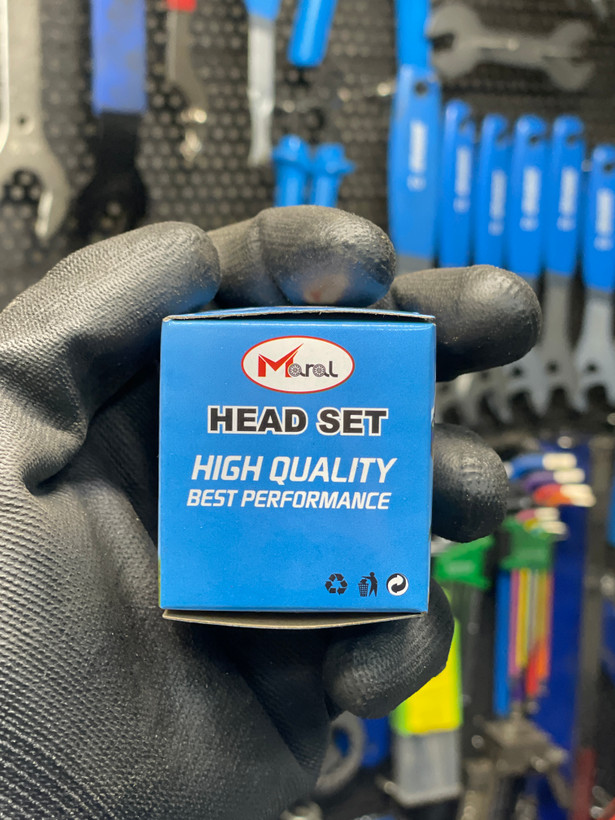 Maral
HEAD SET
HIGH QUALITY
BEST PERFORMANCE